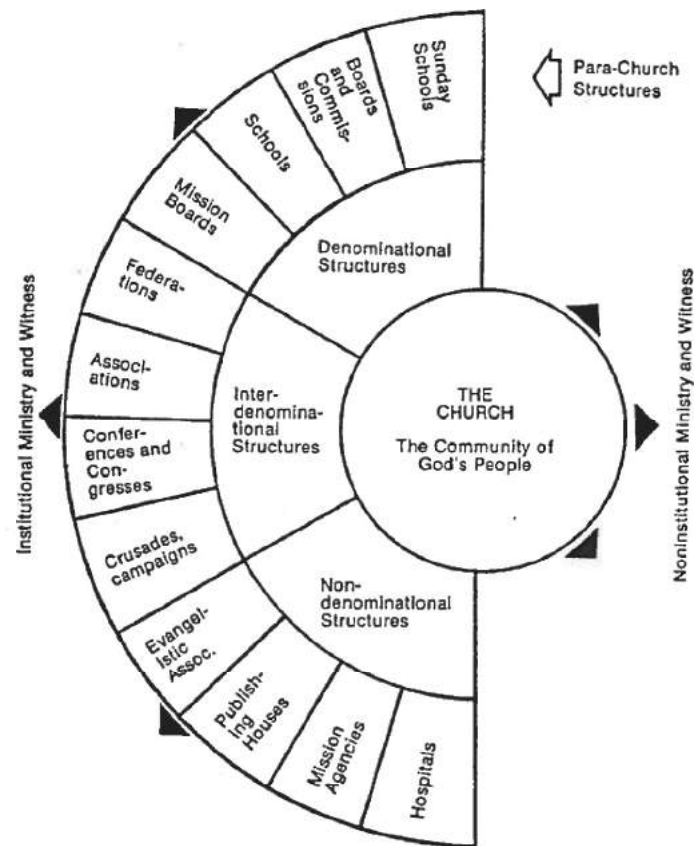 Para-Church
Structures
Sunday
Schools
Boards
and
Commis-
sions
Schools
Mission
Boards
Federa-
tions
Associ-
ations
Confer-
ences and
Con-
gresses
Crusades,
campaigns
Evangel-
istic
Assoc.
Publish-
ing
Houses
Mission
Agencies
Hospitals
Denominational
Structures
Inter-
denomina-
tional
Structures
Non-
denominational
Structures
THE
CHURCH
The Community of
God's People
Institutional Ministry and Witness
Noninstitutional Ministry and Witness